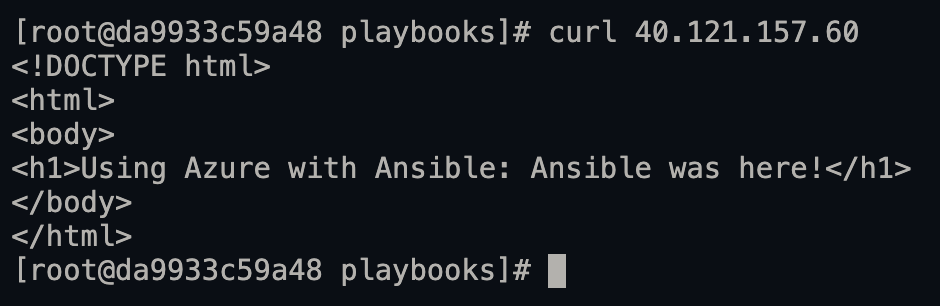 [root@da9933c59a48 playbooks]# curl 40.121.157.60
<!DOCTYPE html>
<html>
<body>
<h1>Using Azure with Ansible: Ansible was here!</h1>
</body>
</html>
[root@da9933c59a48 playbooks]#